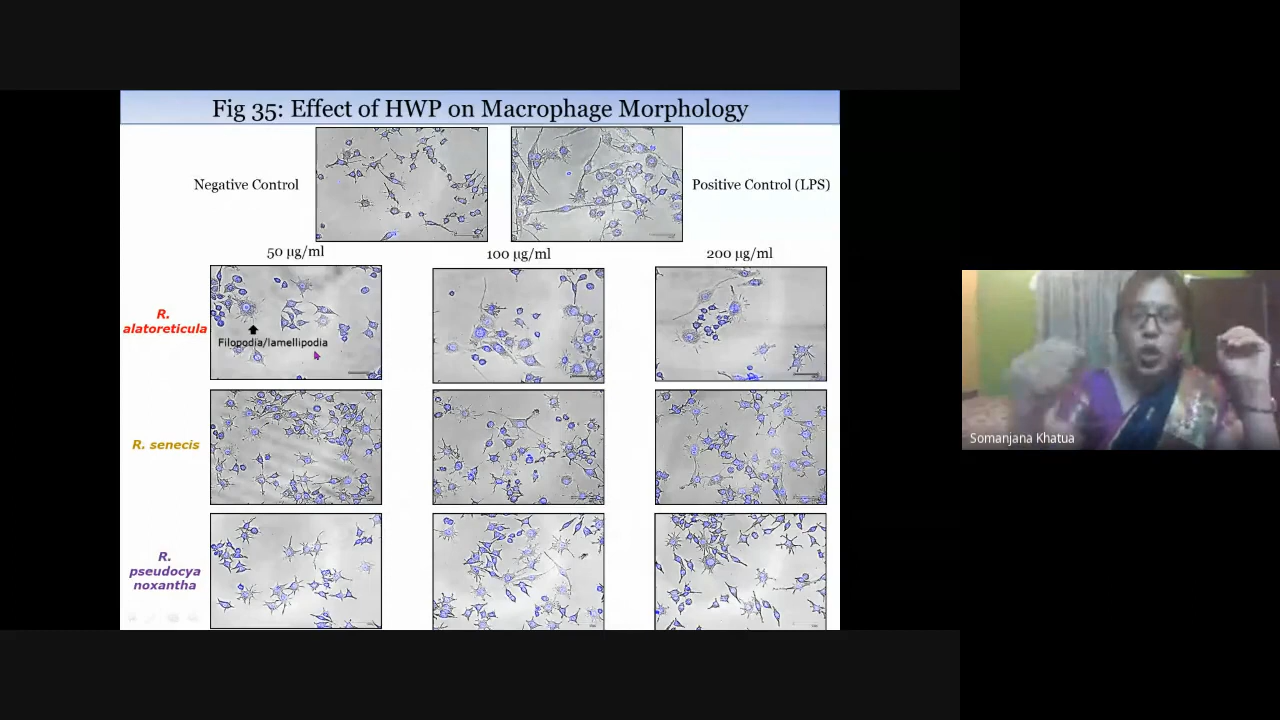 Fig 35: Effect of HWP on Macrophage Morphology
Negative Control
Positive Control (LPS)
50 µg/ml
100 µg/ml
200 µg/ml
R.
alatoreticula
Filopodia/lamellipodia
R. senecis
R.
pseudocya
noxantha
Somanjana Khatua